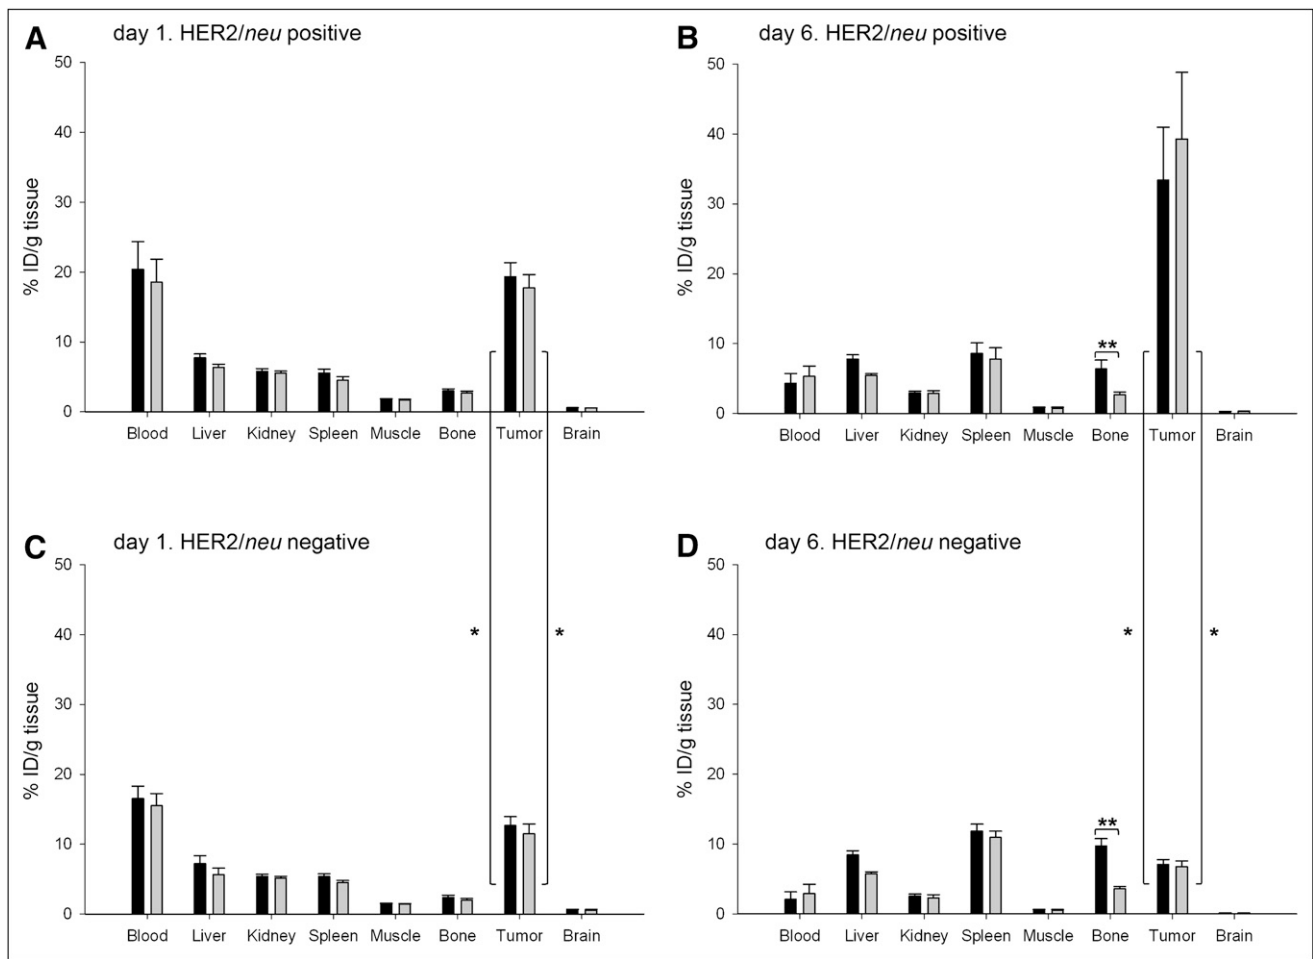 A day 1. HER2/neu positive
50
40
30
20
10
0
% ID/g tissue
Blood Liver Kidney Spleen Muscle Bone Tumor Brain
B day 6. HER2/neu positive
50
40
30
20
10
0
% ID/g tissue
**
Blood Liver Kidney Spleen Muscle Bone Tumor Brain
C day 1. HER2/neu negative
50
40
30
20
10
0
% ID/g tissue
* *
Blood Liver Kidney Spleen Muscle Bone Tumor Brain
D day 6. HER2/neu negative
50
40
30
20
10
0
% ID/g tissue
* *
**
Blood Liver Kidney Spleen Muscle Bone Tumor Brain